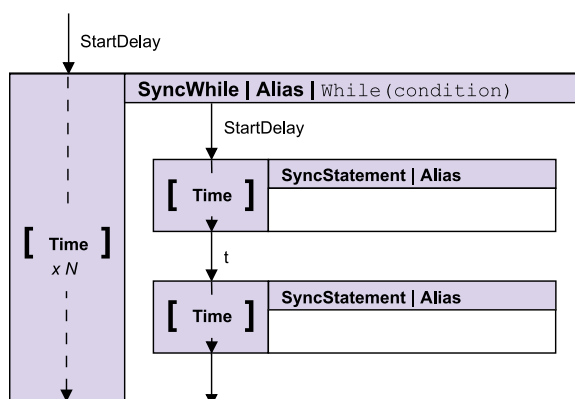 StartDelay
SyncWhile | Alias | While(condition)
StartDelay
SyncStatement | Alias
[ Time ]
[ Time ]
x N
t
SyncStatement | Alias
[ Time ]